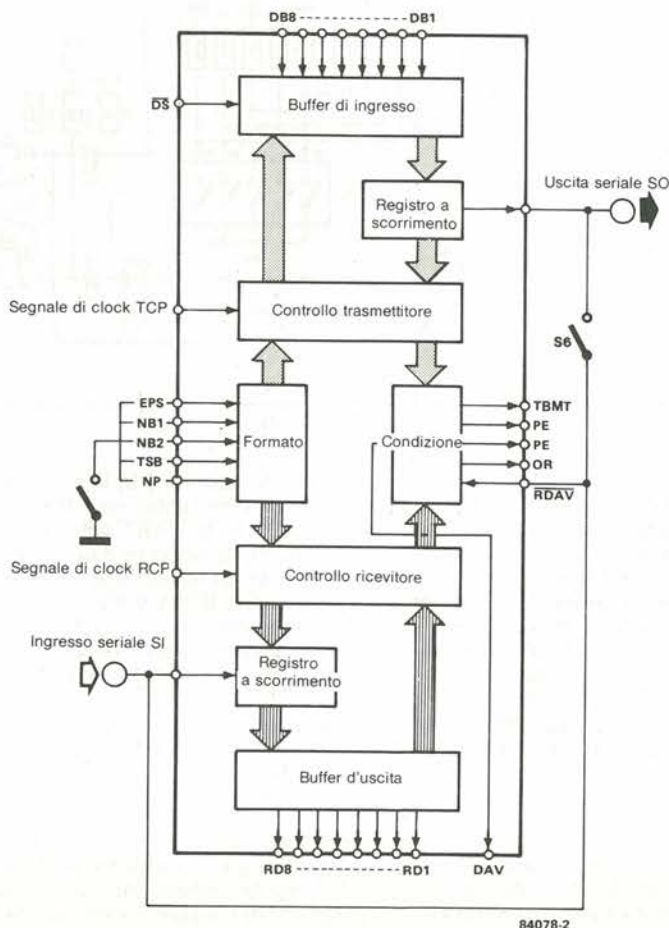 DB8 ---------- DB1
DS
Buffer di ingresso
Uscita seriale SO
Registro a
scorrimento
Segnale di clock TCP
Controllo trasmettitore
S6
EPS
NB1
NB2
TSB
NP
Formato
Condizione
TBMT
PE
PE
OR
RDAV
Segnale di clock RCP
Controllo ricevitore
Ingresso seriale SI
Registro
a scorrimento
Buffer d'uscita
RD8 ---------- RD1
DAV
84078-2